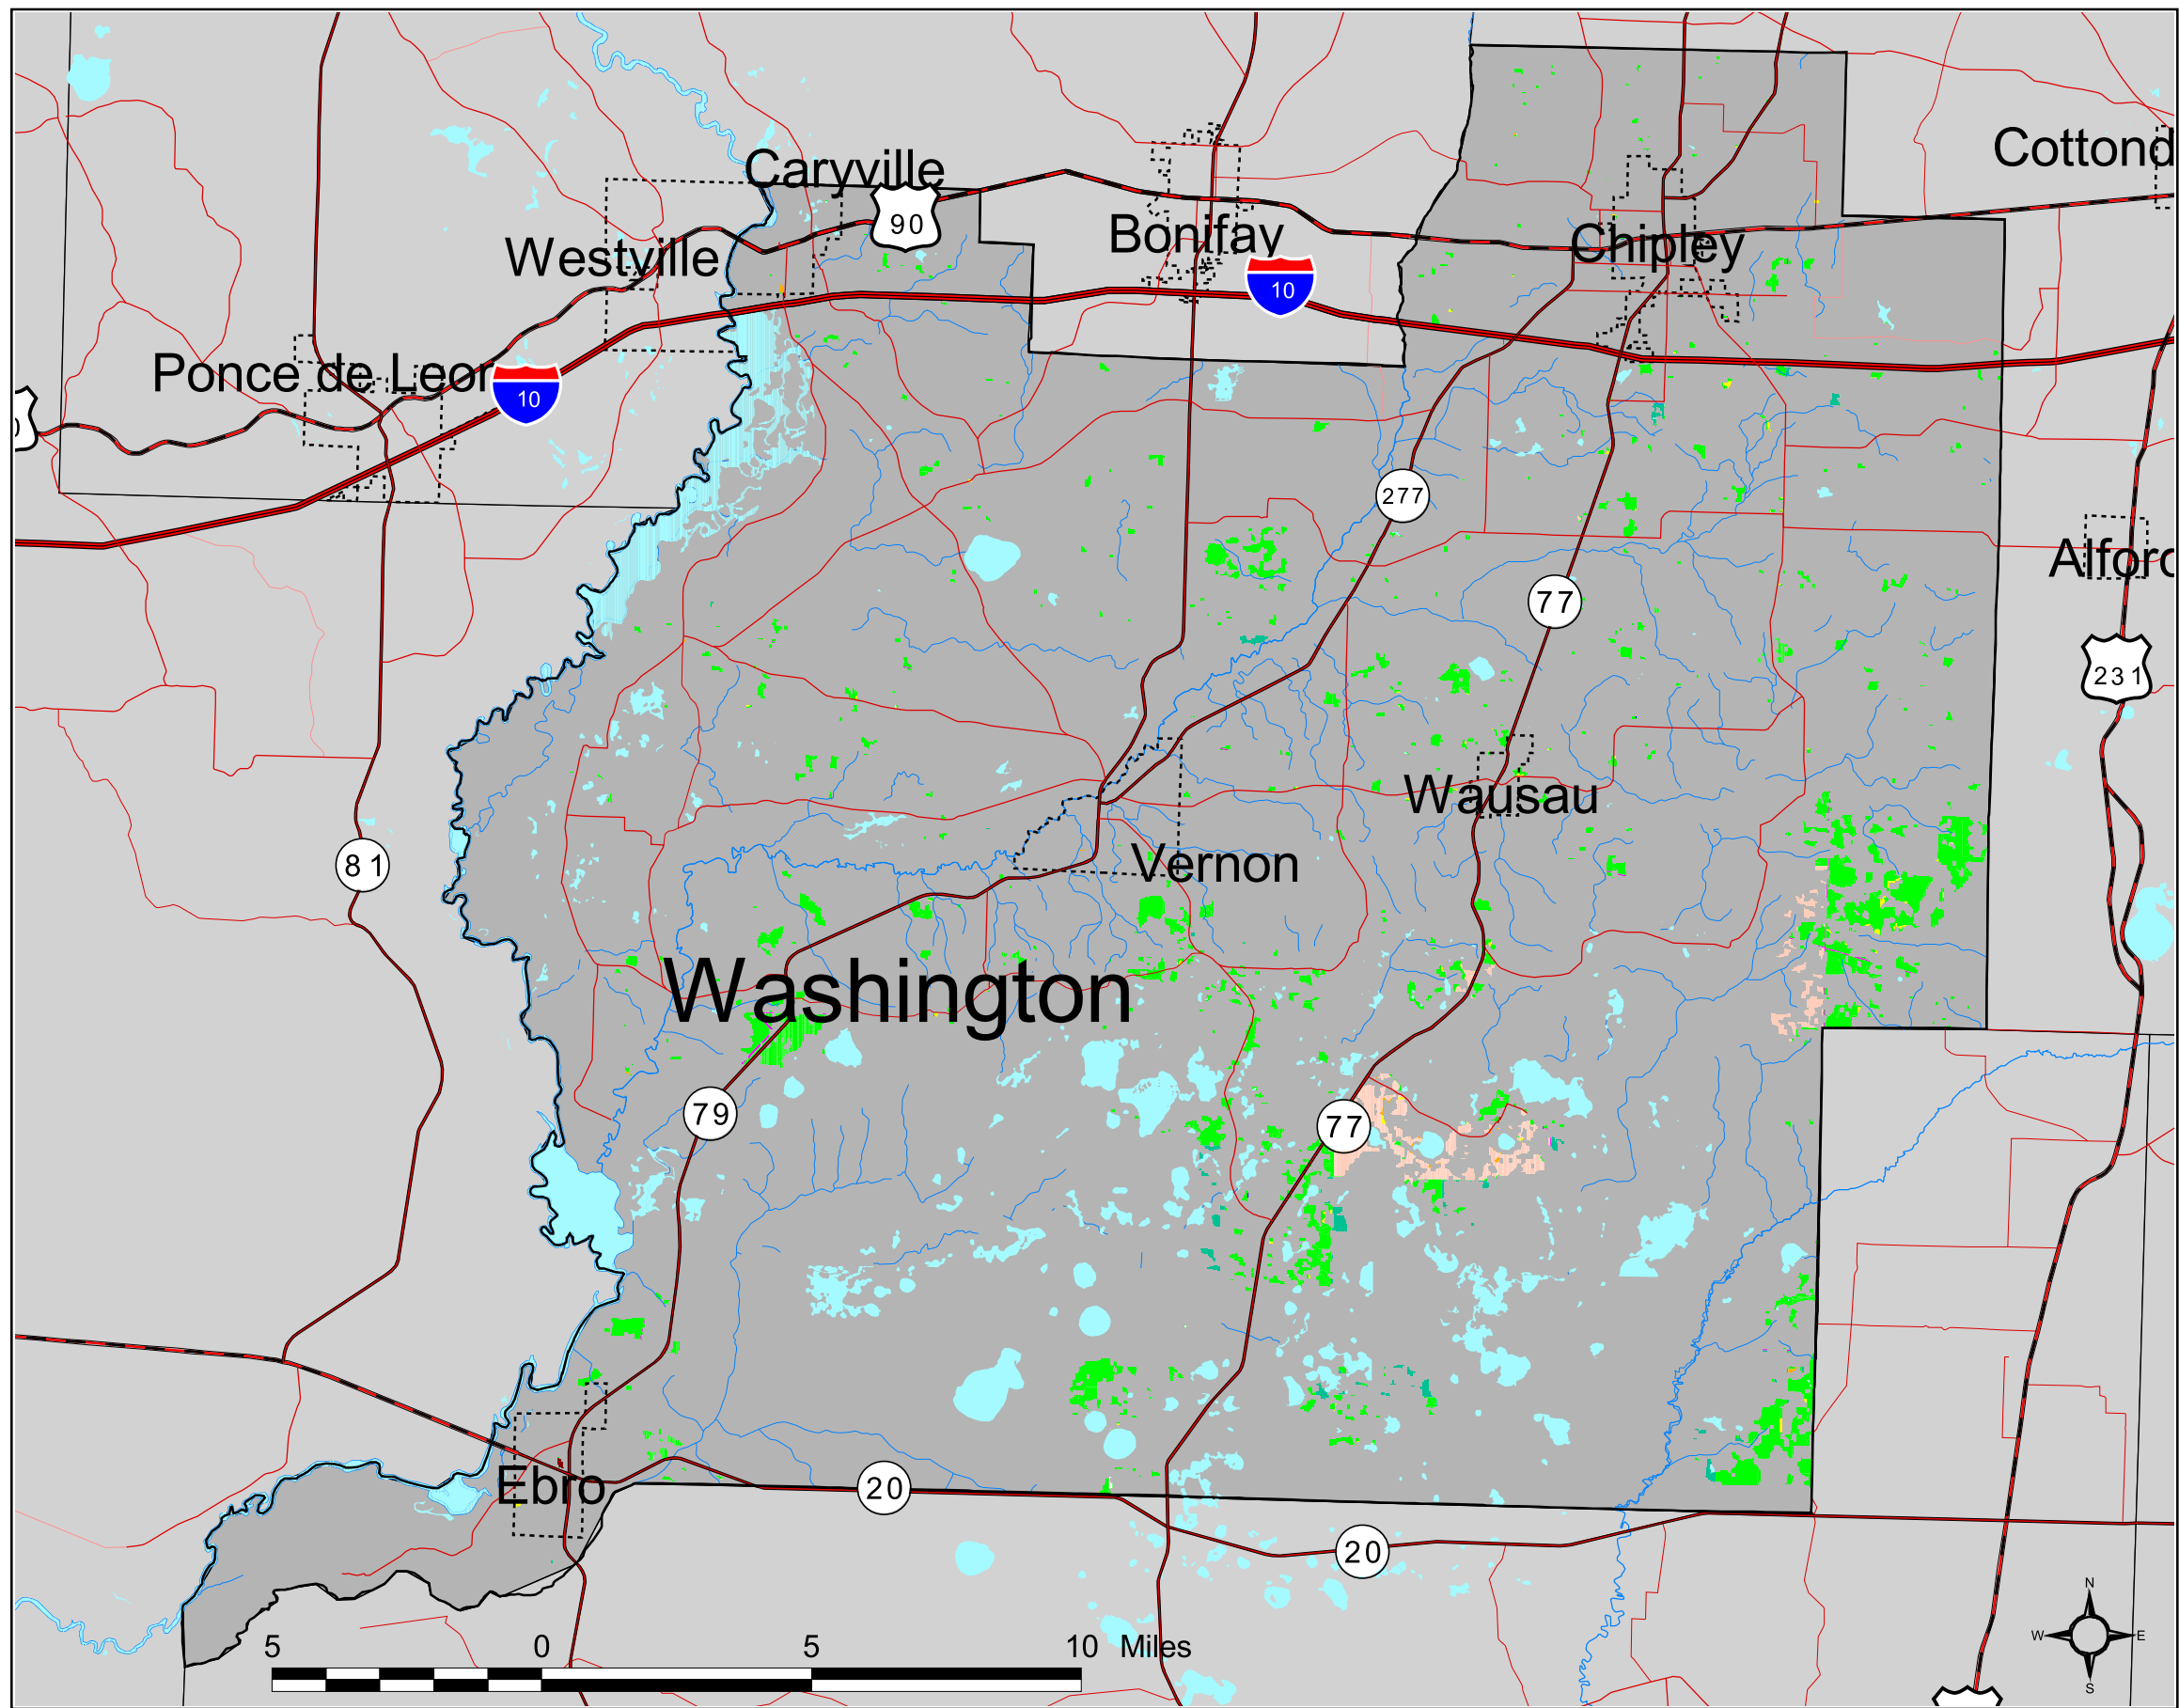 Cottond
Caryville
90
Bonifay
Chipley
Westville
10
Ponce de Leon
10
277
Alford
77
231
Wausau
Vernon
81
Washington
79
77
Ebro
20
20
5 0 5 10 Miles
N
W E
S